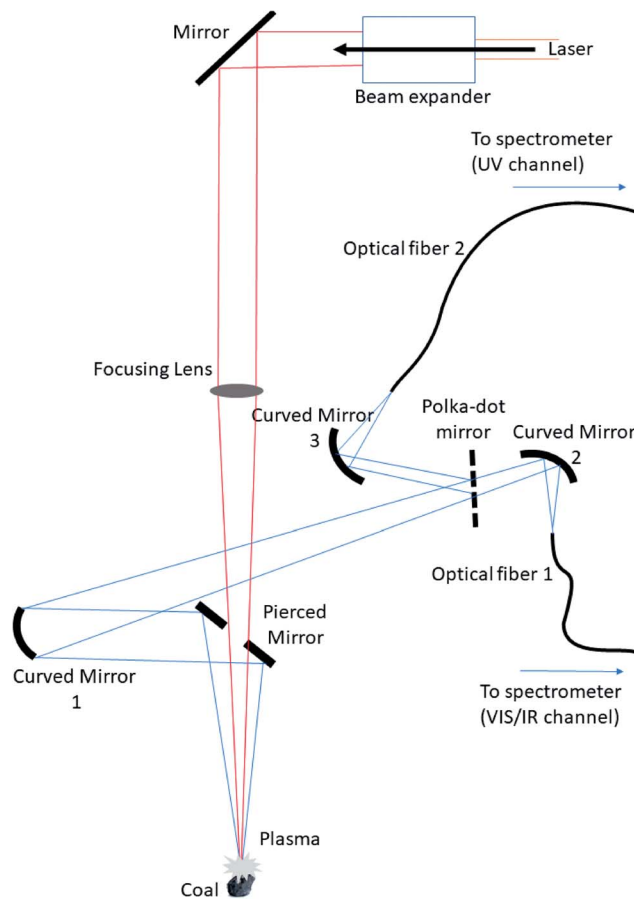 Mirror
Laser
Beam expander
To spectrometer
(UV channel)
Optical fiber 2
Focusing Lens
Curved Mirror
3
Polka-dot
mirror
Curved Mirror
2
Optical fiber 1
Pierced
Mirror
Curved Mirror
1
To spectrometer
(VIS/IR channel)
Plasma
Coal